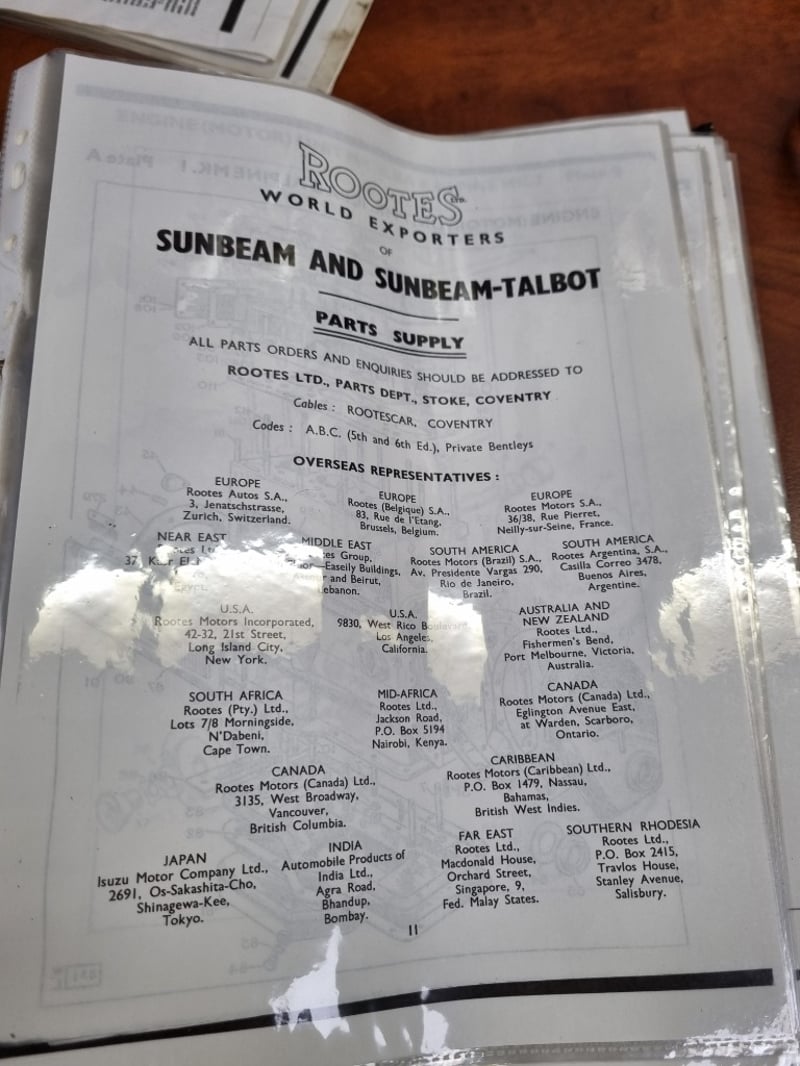 ROOTES LTD.
WORLD EXPORTERS
OF
SUNBEAM AND SUNBEAM-TALBOT
PARTS SUPPLY
ALL PARTS ORDERS AND ENQUIRIES SHOULD BE ADDRESSED TO
ROOTES LTD., PARTS DEPT., STOKE, COVENTRY
Cables : ROOTESCAR, COVENTRY
Codes : A.B.C. (5th and 6th Ed.), Private Bentleys
OVERSEAS REPRESENTATIVES :
EUROPE
Rootes Autos S.A.,
3, Jenatschstrasse,
Zurich, Switzerland.
EUROPE
Rootes (Belgique) S.A.,
83, Rue de l'Etang,
Brussels, Belgium.
EUROPE
Rootes Motors S.A.,
36/38, Rue Pierret,
Neilly-sur-Seine, France.
NEAR EAST
37,
MIDDLE EAST
Group,
Easeily Buildings,
and Beirut,
SOUTH AMERICA
Rootes Motors (Brazil) S.A.,
Av. Presidente Vargas 290,
Rio de Janeiro,
Brazil.
SOUTH AMERICA
Rootes Argentina, S.A.,
Casilla Correo 3478,
Buenos Aires,
Argentine.
U.S.A.
Rootes Motors Incorporated,
42-32, 21st Street,
Long Island City,
New York.
U.S.A.
9830, West Rico Boulevard
Los Angeles,
California.
AUSTRALIA AND
NEW ZEALAND
Rootes Ltd.,
Fishermen's Bend,
Port Melbourne, Victoria,
Australia.
SOUTH AFRICA
Rootes (Pty.) Ltd.,
Lots 7/8 Morningside,
N'Dabeni,
Cape Town.
MID-AFRICA
Rootes Ltd.,
Jackson Road,
P.O. Box 5194
Nairobi, Kenya.
CANADA
Rootes Motors (Canada) Ltd.,
Eglington Avenue East,
at Warden, Scarboro,
Ontario.
CANADA
Rootes Motors (Canada) Ltd.,
3135, West Broadway,
Vancouver,
British Columbia.
CARIBBEAN
Rootes Motors (Caribbean) Ltd.,
P.O. Box 1479, Nassau,
Bahamas,
British West Indies.
JAPAN
Isuzu Motor Company Ltd.,
2691, Os-Sakashita-Cho,
Shinagewa-Kee,
Tokyo.
INDIA
Automobile Products of
India Ltd.,
Agra Road,
Bhandup,
Bombay.
FAR EAST
Rootes Ltd.,
Macdonald House,
Orchard Street,
Singapore, 9,
Fed. Malay States.
SOUTHERN RHODESIA
Rootes Ltd.,
P.O. Box 2415,
Travlos House,
Stanley Avenue,
Salisbury.
11